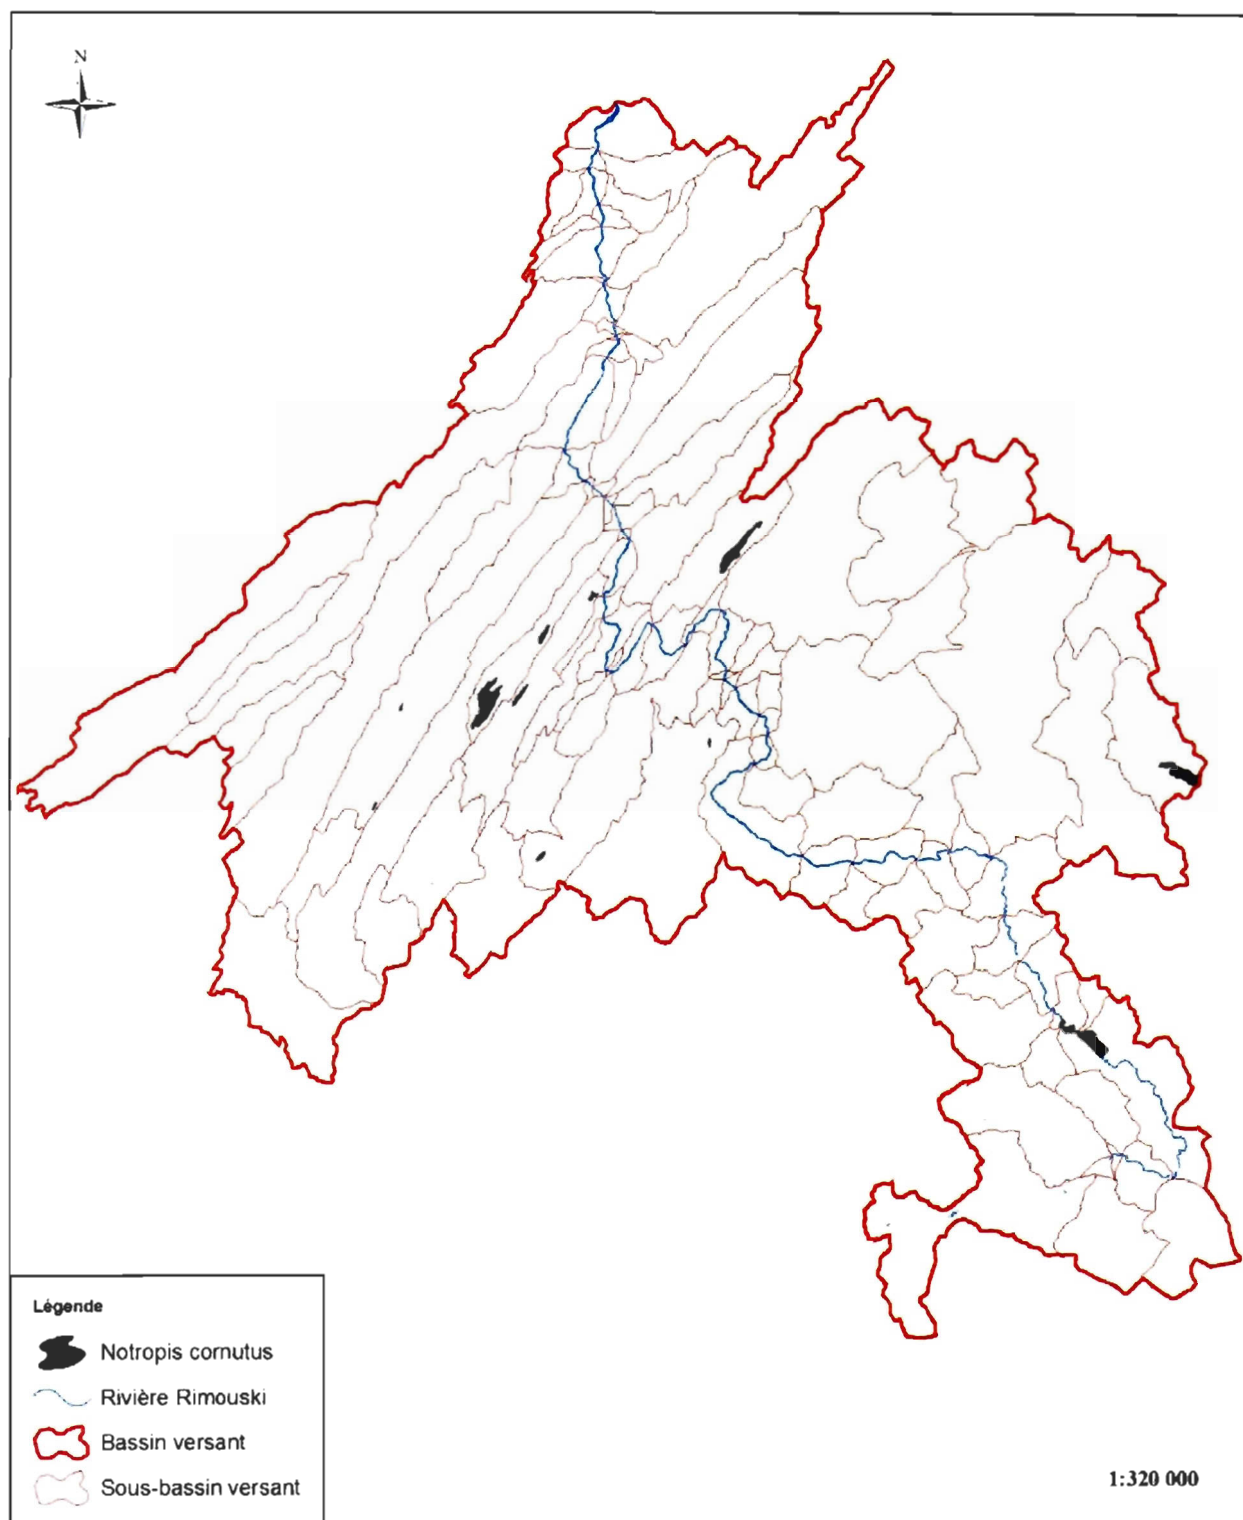 N
Légende
Notropis cornutus
Rivière Rimouski
Bassin versant
Sous-bassin versant
1:320 000